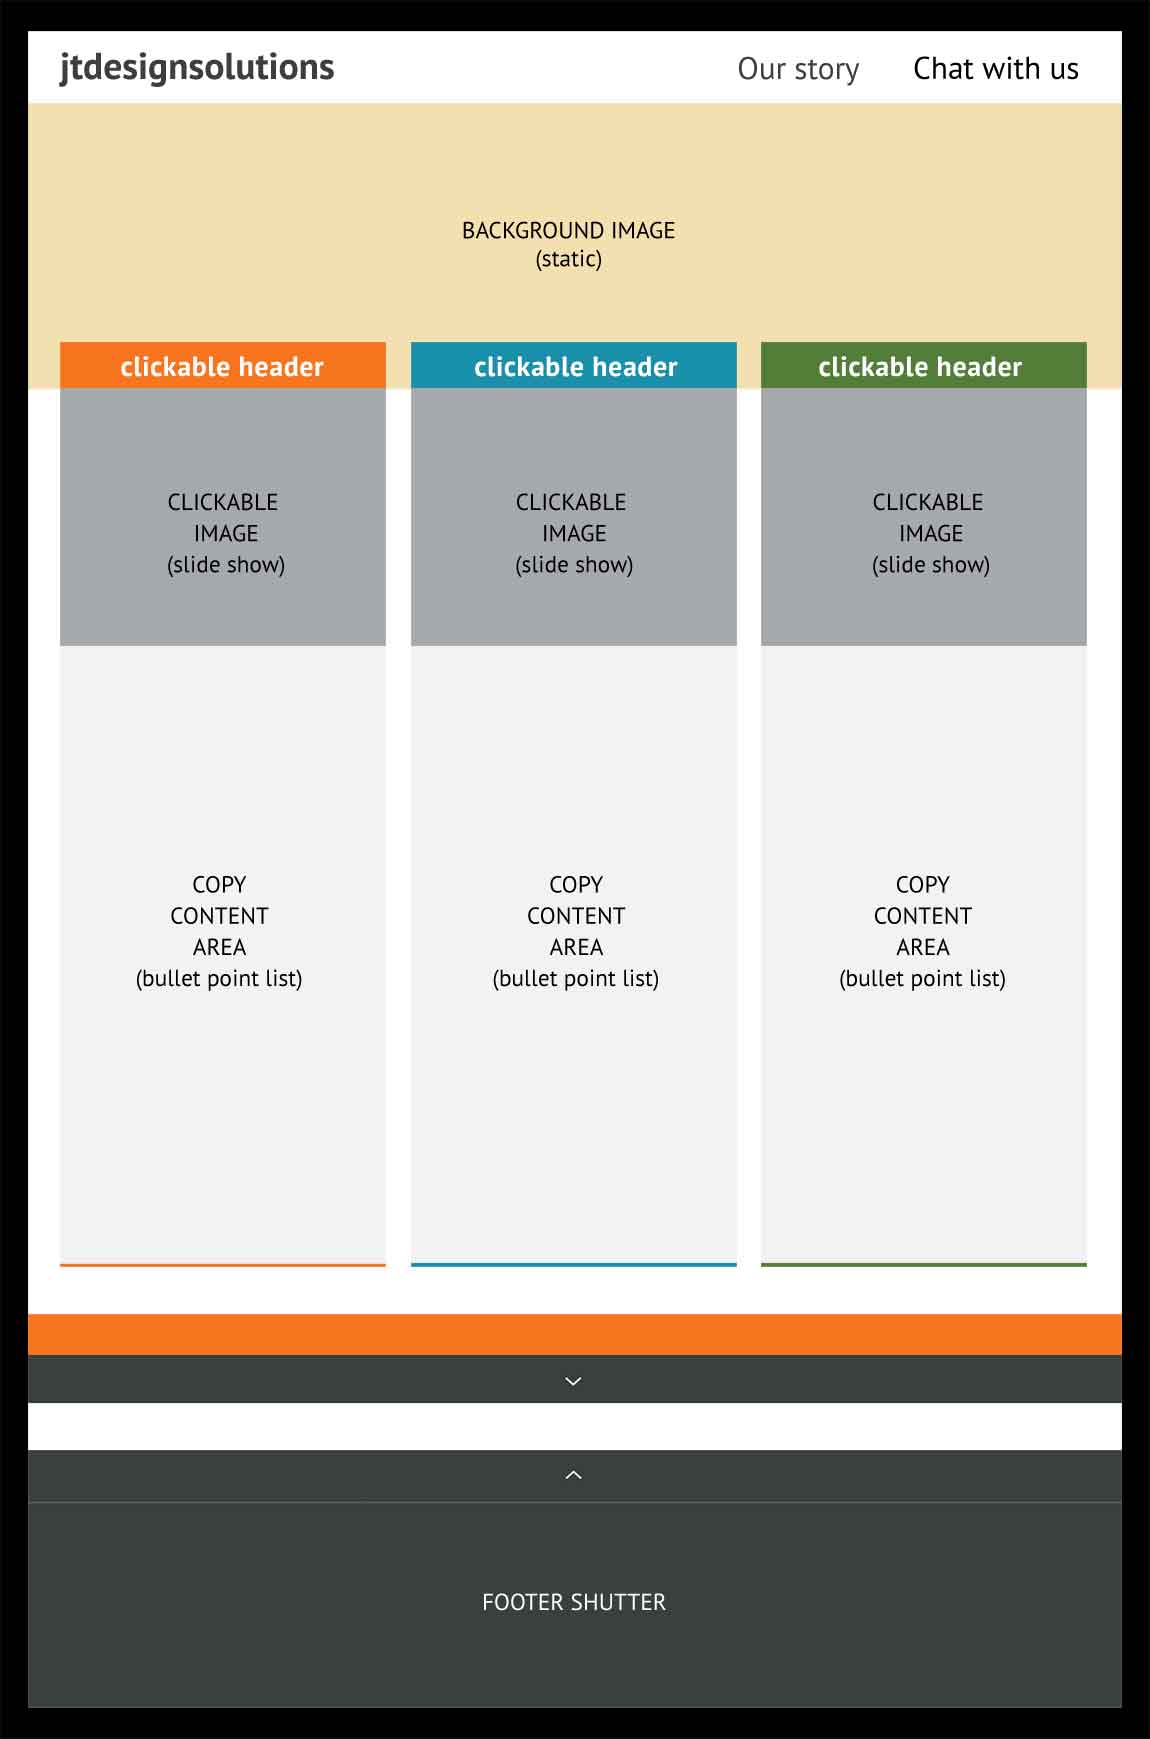 jtdesignsolutions
Our story
Chat with us
BACKGROUND IMAGE
(static)
clickable header
clickable header
clickable header
CLICKABLE
IMAGE
(slide show)
CLICKABLE
IMAGE
(slide show)
CLICKABLE
IMAGE
(slide show)
COPY
CONTENT
AREA
(bullet point list)
COPY
CONTENT
AREA
(bullet point list)
COPY
CONTENT
AREA
(bullet point list)
FOOTER SHUTTER